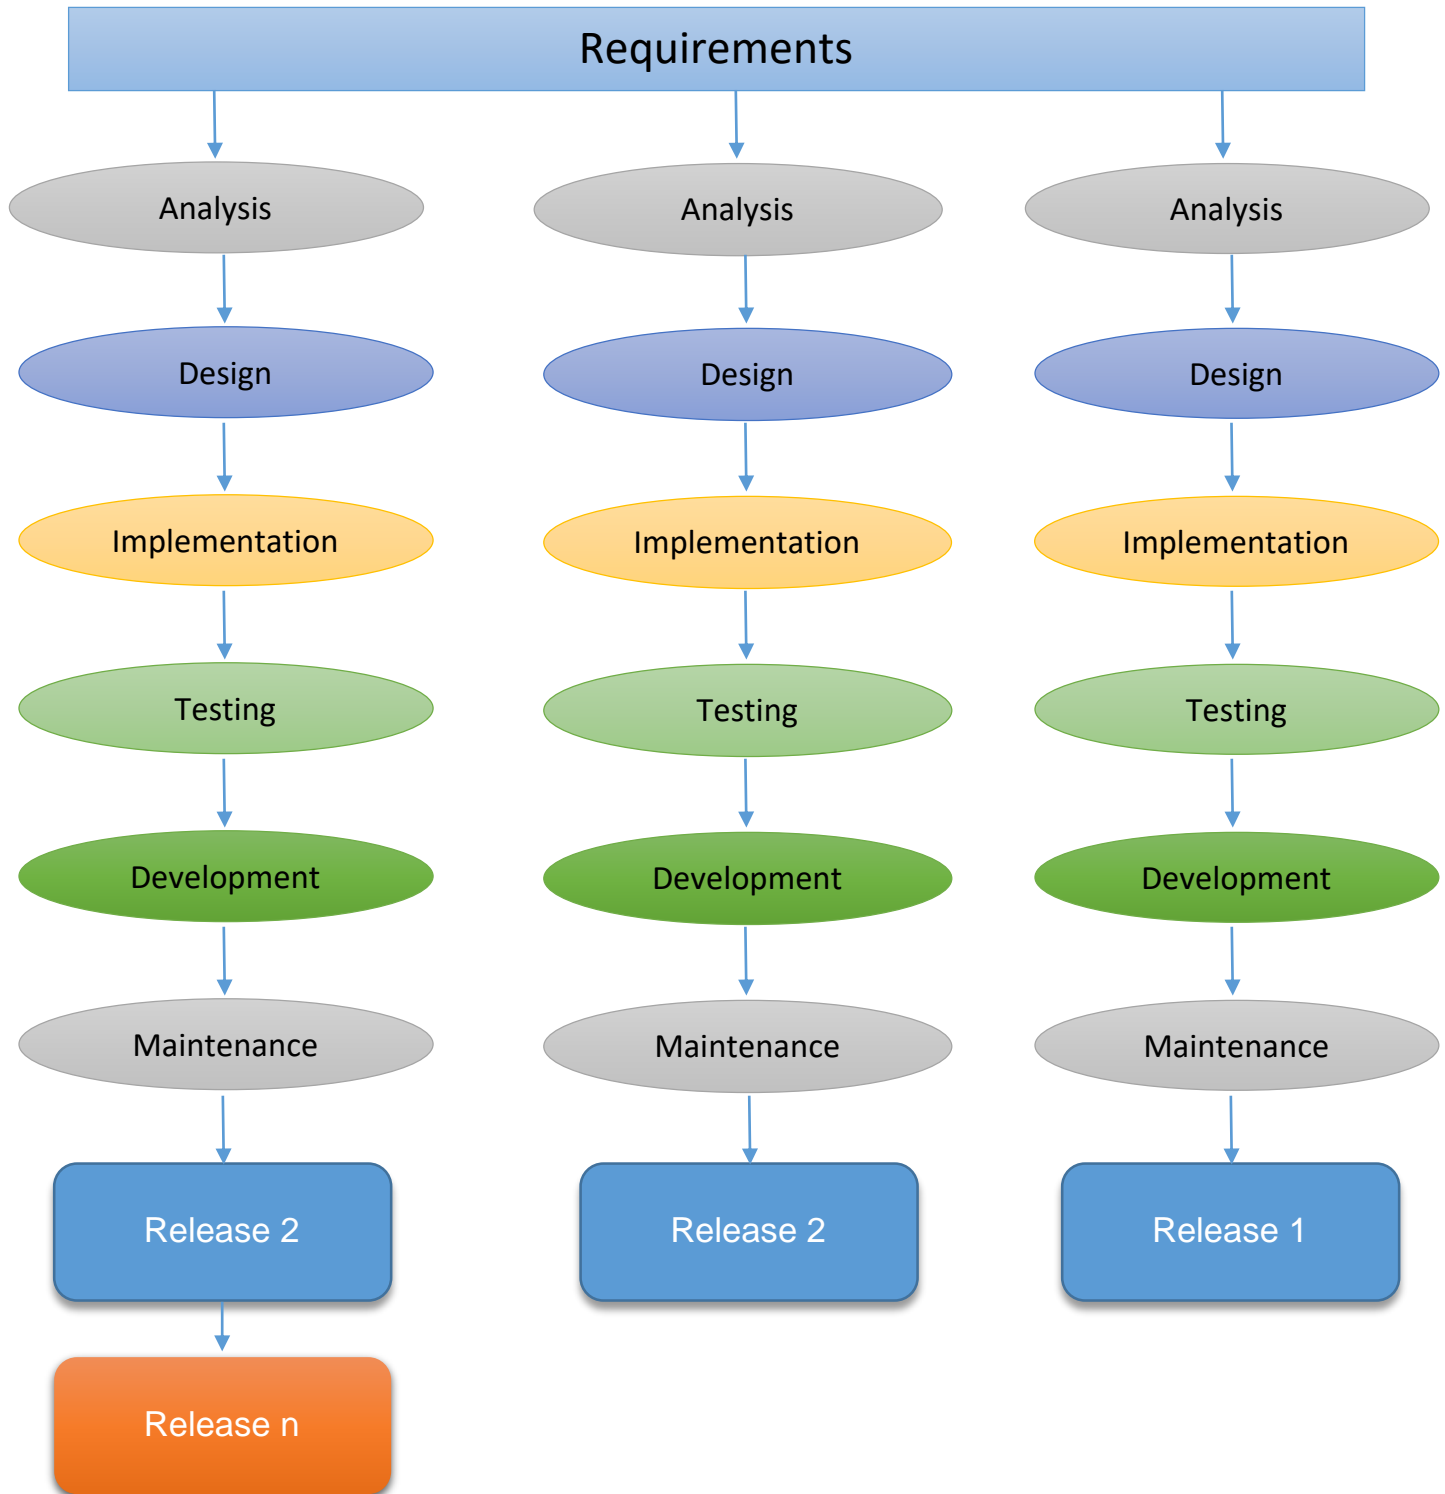 Requirements
Analysis
Analysis
Analysis
Design
Design
Design
Implementation
Implementation
Implementation
Testing
Testing
Testing
Development
Development
Development
Maintenance
Maintenance
Maintenance
Release 2
Release 2
Release 1
Release n